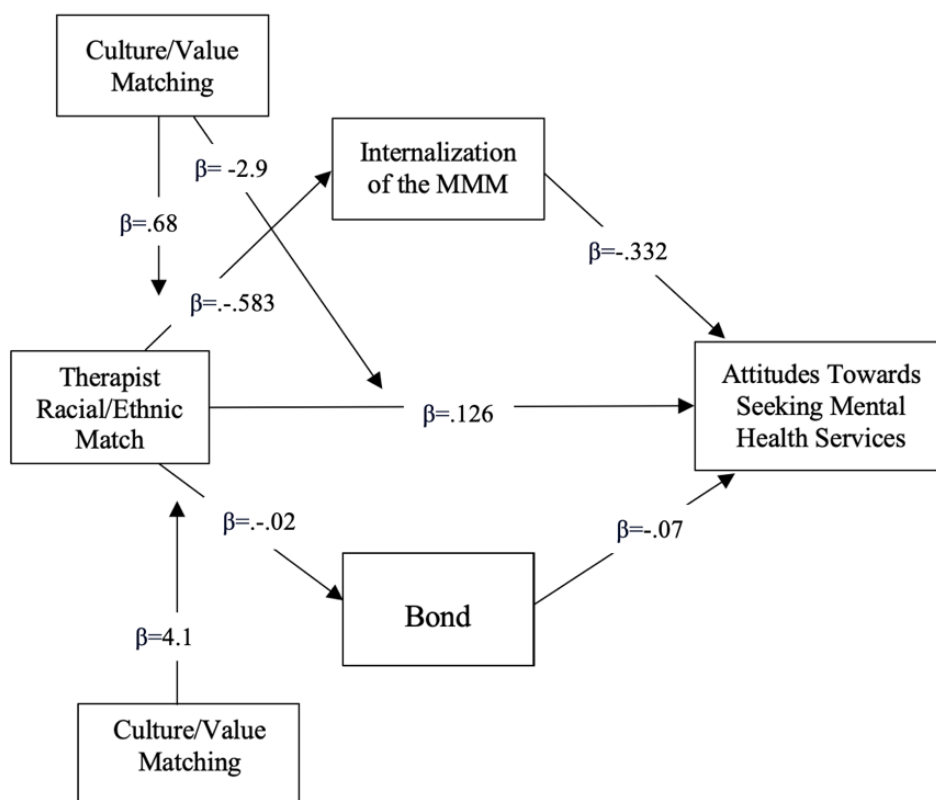 Culture/Value
Matching
β= -2.9
Internalization
of the MMM
β=.68
β=-.332
β=.-.583
Therapist
Racial/Ethnic
Match
β=.126
Attitudes Towards
Seeking Mental
Health Services
β=.-.02
β=-.07
Bond
β=4.1
Culture/Value
Matching